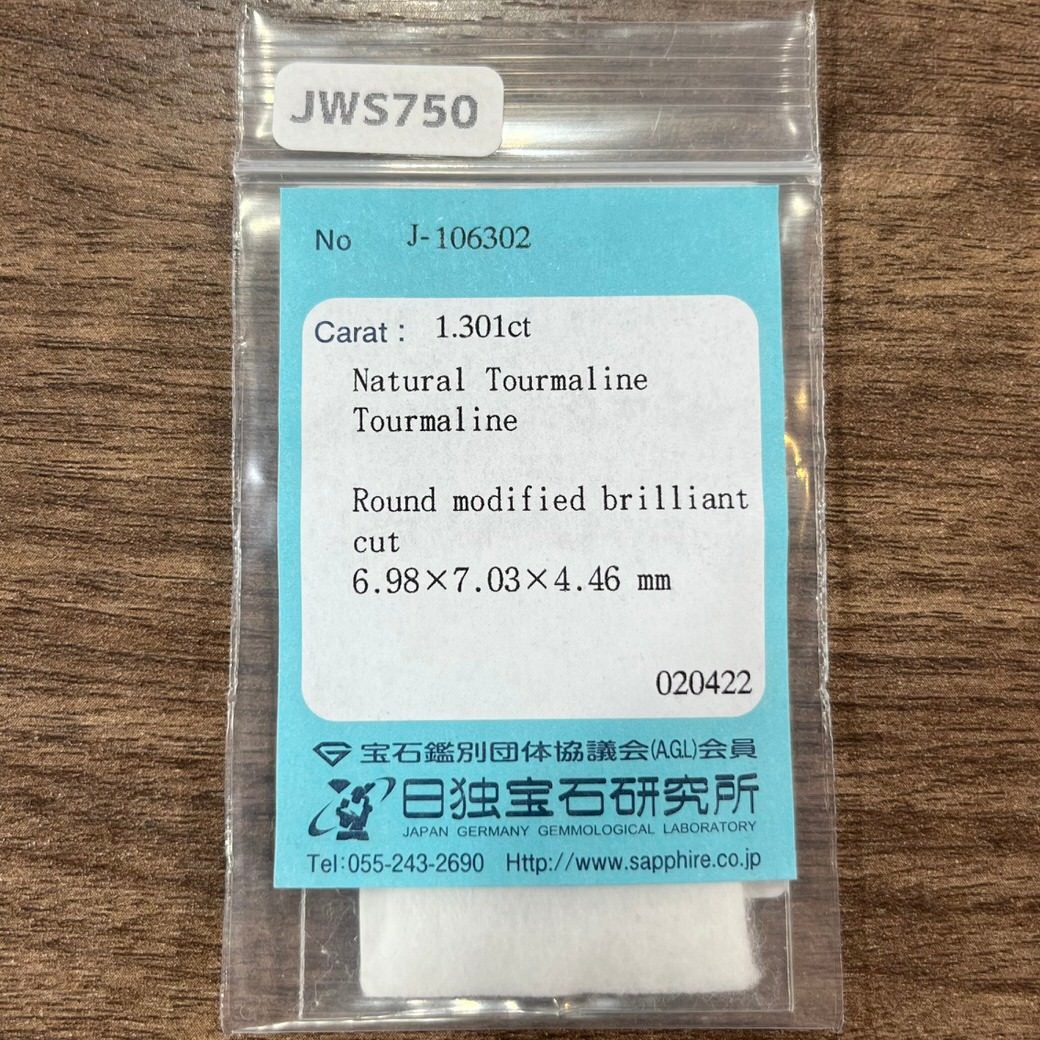 JWS750
No J-106302
Carat : 1.301ct
Natural Tourmaline
Tourmaline
Round modified brilliant
cut
6.98×7.03×4.46 mm
020422
宝石鑑別団体協議会(A.G.L)会員
日独宝石研究所
JAPAN GERMANY GEMMOLOGICAL LABORATORY
Tel:055-243-2690 Http://www.sapphire.co.jp